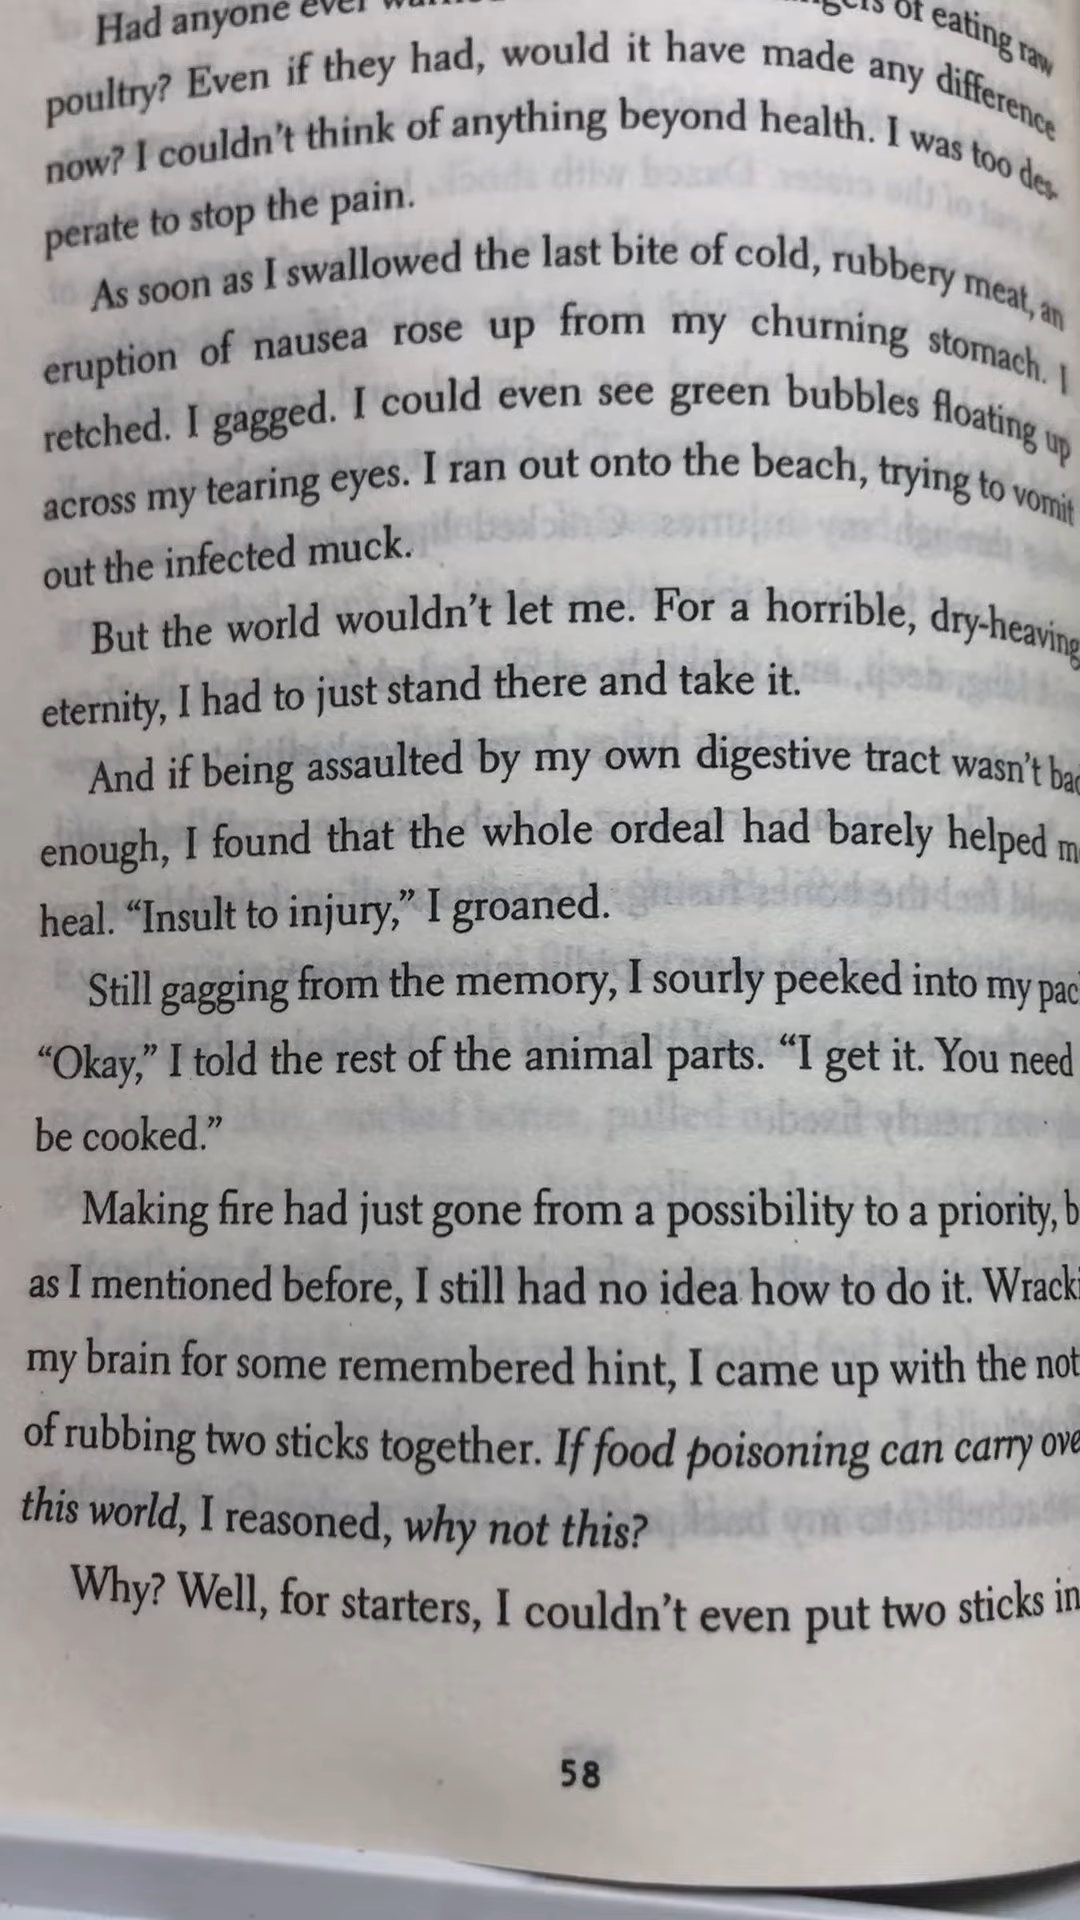 Had anyone ever of eating raw
poultry? Even if they had, would it have made any difference
now? I couldn't think of anything beyond health. I was too des-
perate to stop the pain.
As soon as I swallowed the last bite of cold, rubbery meat, an
eruption of nausea rose up from my churning stomach. I
retched. I gagged. I could even see green bubbles floating up
across my tearing eyes. I ran out onto the beach, trying to vomit
out the infected muck.
But the world wouldn't let me. For a horrible, dry-heaving
eternity, I had to just stand there and take it.
And if being assaulted by my own digestive tract wasn't bad
enough, I found that the whole ordeal had barely helped m
heal. “Insult to injury,” I groaned.
Still gagging from the memory, I sourly peeked into my pac
“Okay,” I told the rest of the animal parts. “I get it. You need
be cooked.”
Making fire had just gone from a possibility to a priority, b
as I mentioned before, I still had no idea how to do it. Wracki
my brain for some remembered hint, I came up with the not
of rubbing two sticks together. If food poisoning can carry ove
this world, I reasoned, why not this?
Why? Well, for starters, I couldn't even put two sticks in
58